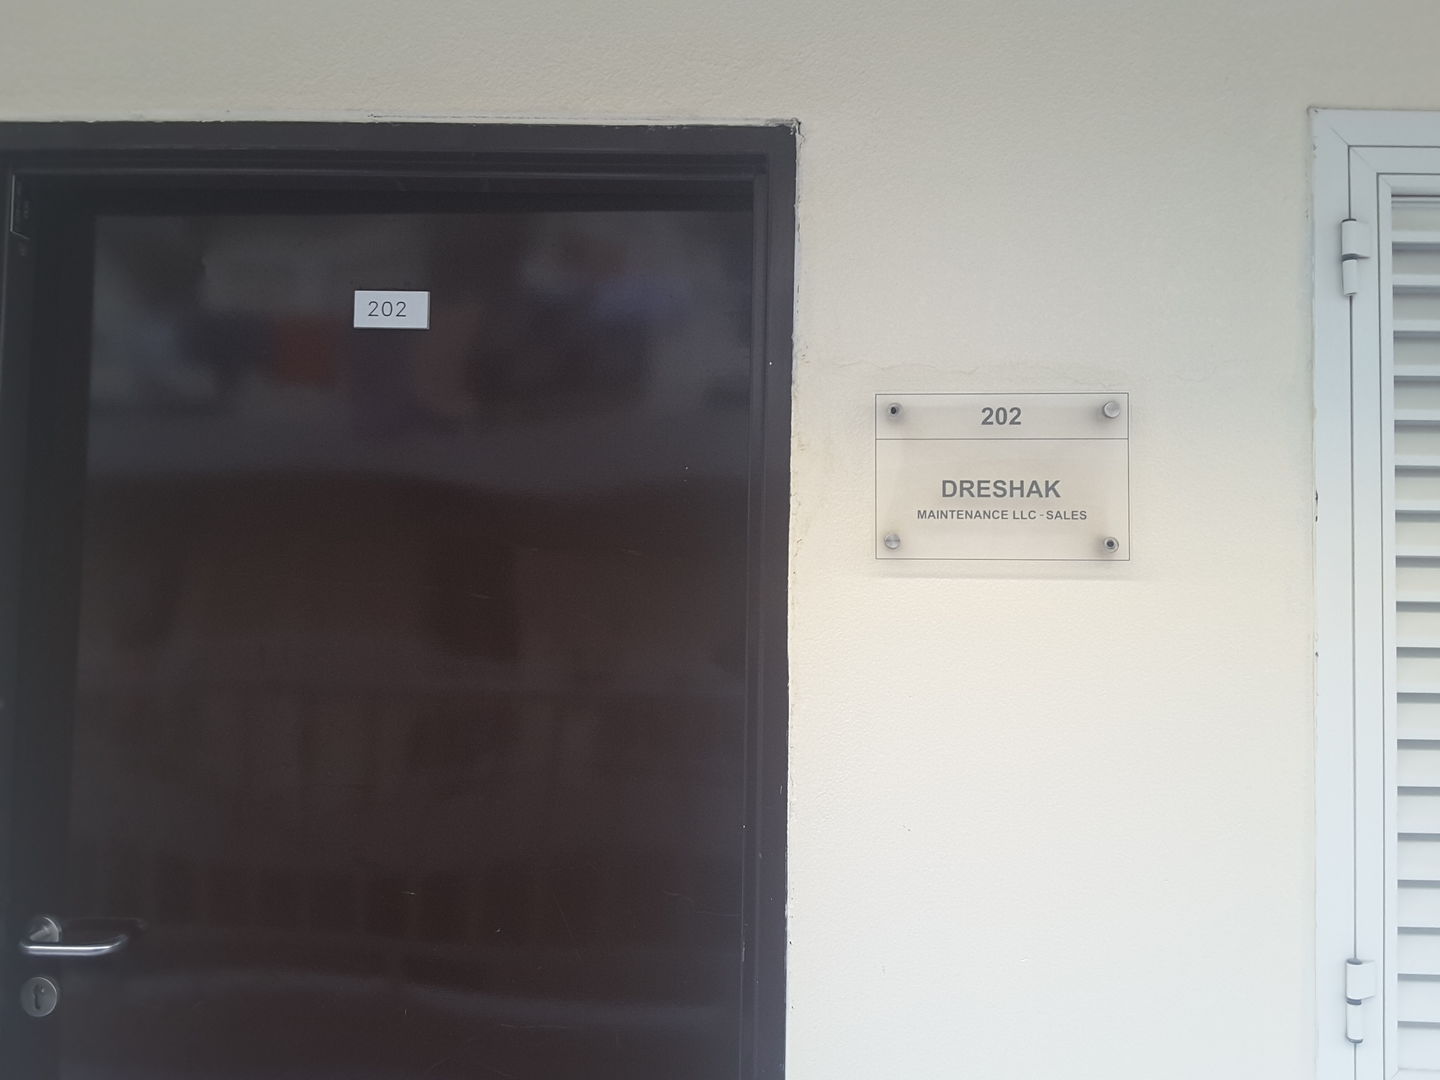 202
202
DRESHAK
MAINTENANCE LLC - SALES